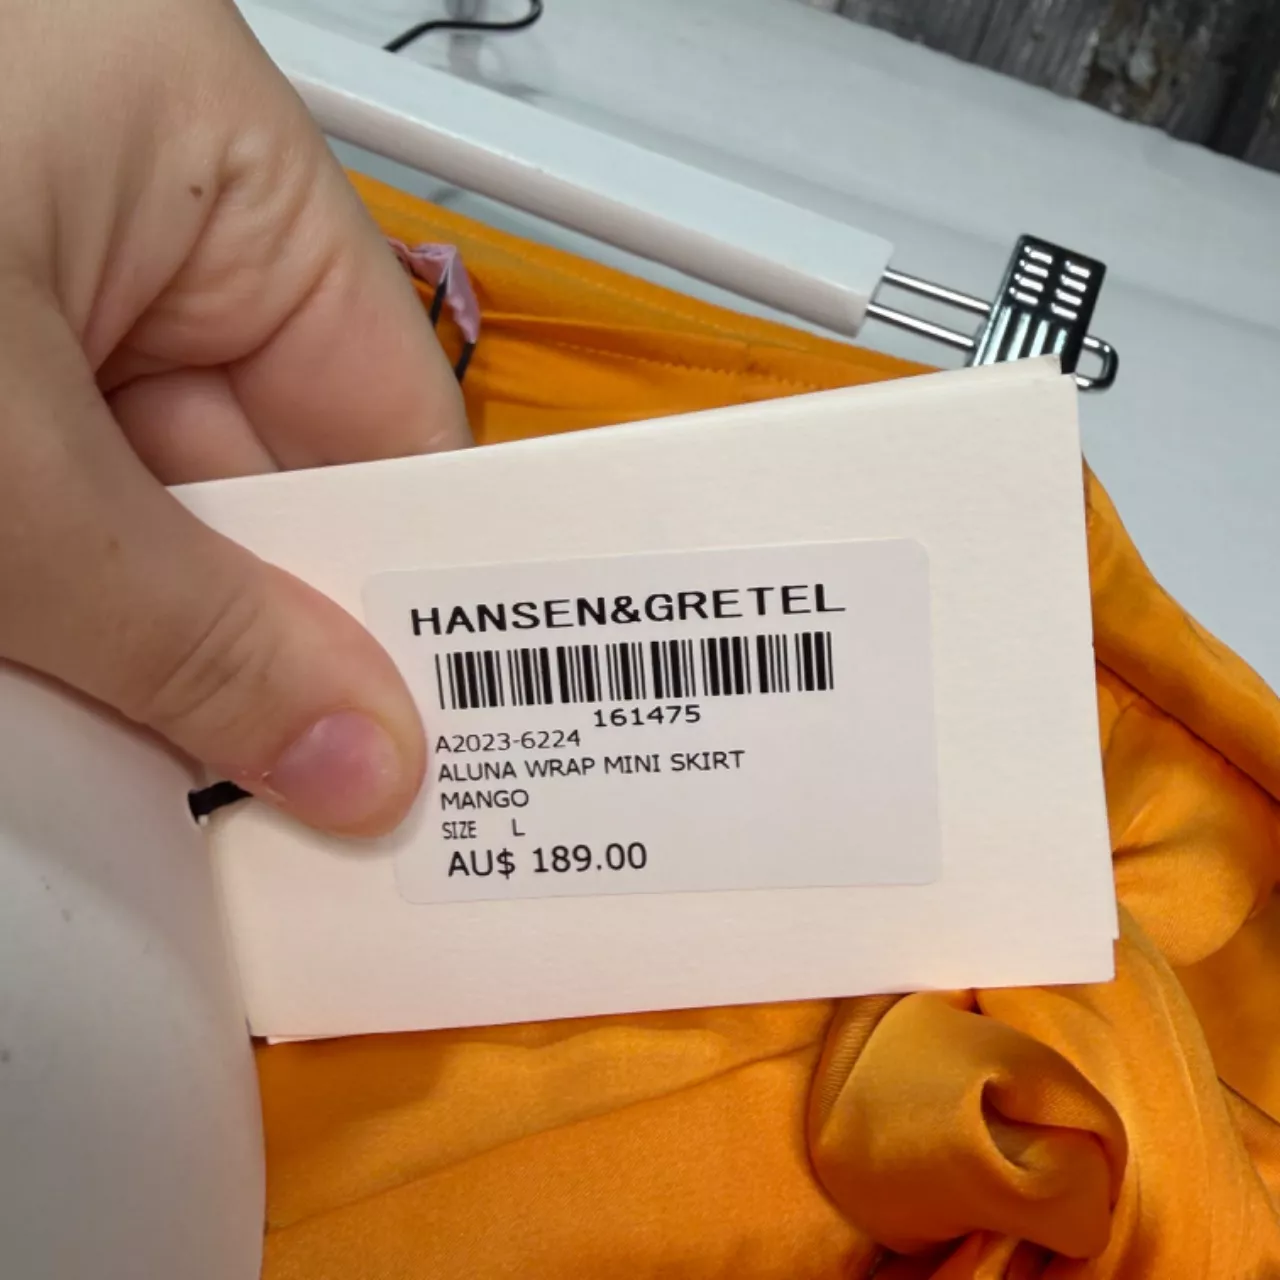 HANSEN&GRETEL
161475
A2023-6224
ALUNA WRAP MINI SKIRT
MANGO
SIZE L
AU$ 189.00